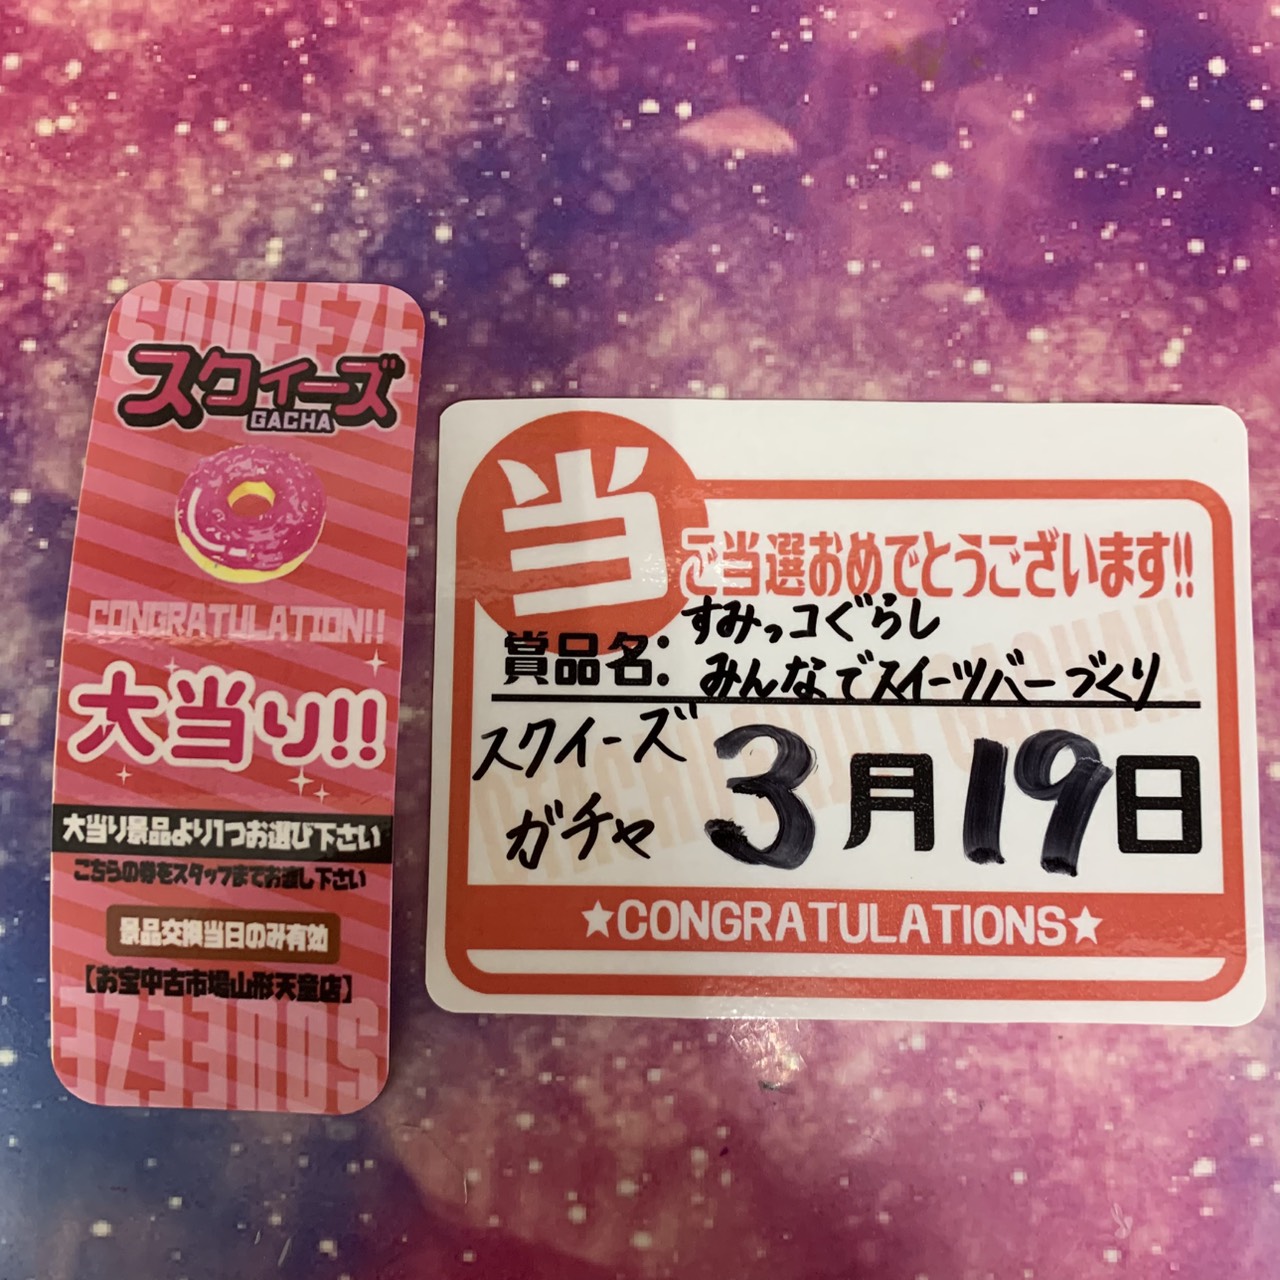 SQUEEZE
スクィーズ
GACHA
CONGRATULATION!!
大当り!!
大当り景品より1つお選び下さい
こちらの券をスタッフまでお渡し下さい
景品交換当日のみ有効
【お宝中古市場山形天童店】
SQUEEZE
当
ご当選おめでとうございます!!
賞品名:
すみっコぐらし
みんなでスイーツバーづくり
スクイーズ
ガチャ
3月19日
★CONGRATULATIONS★